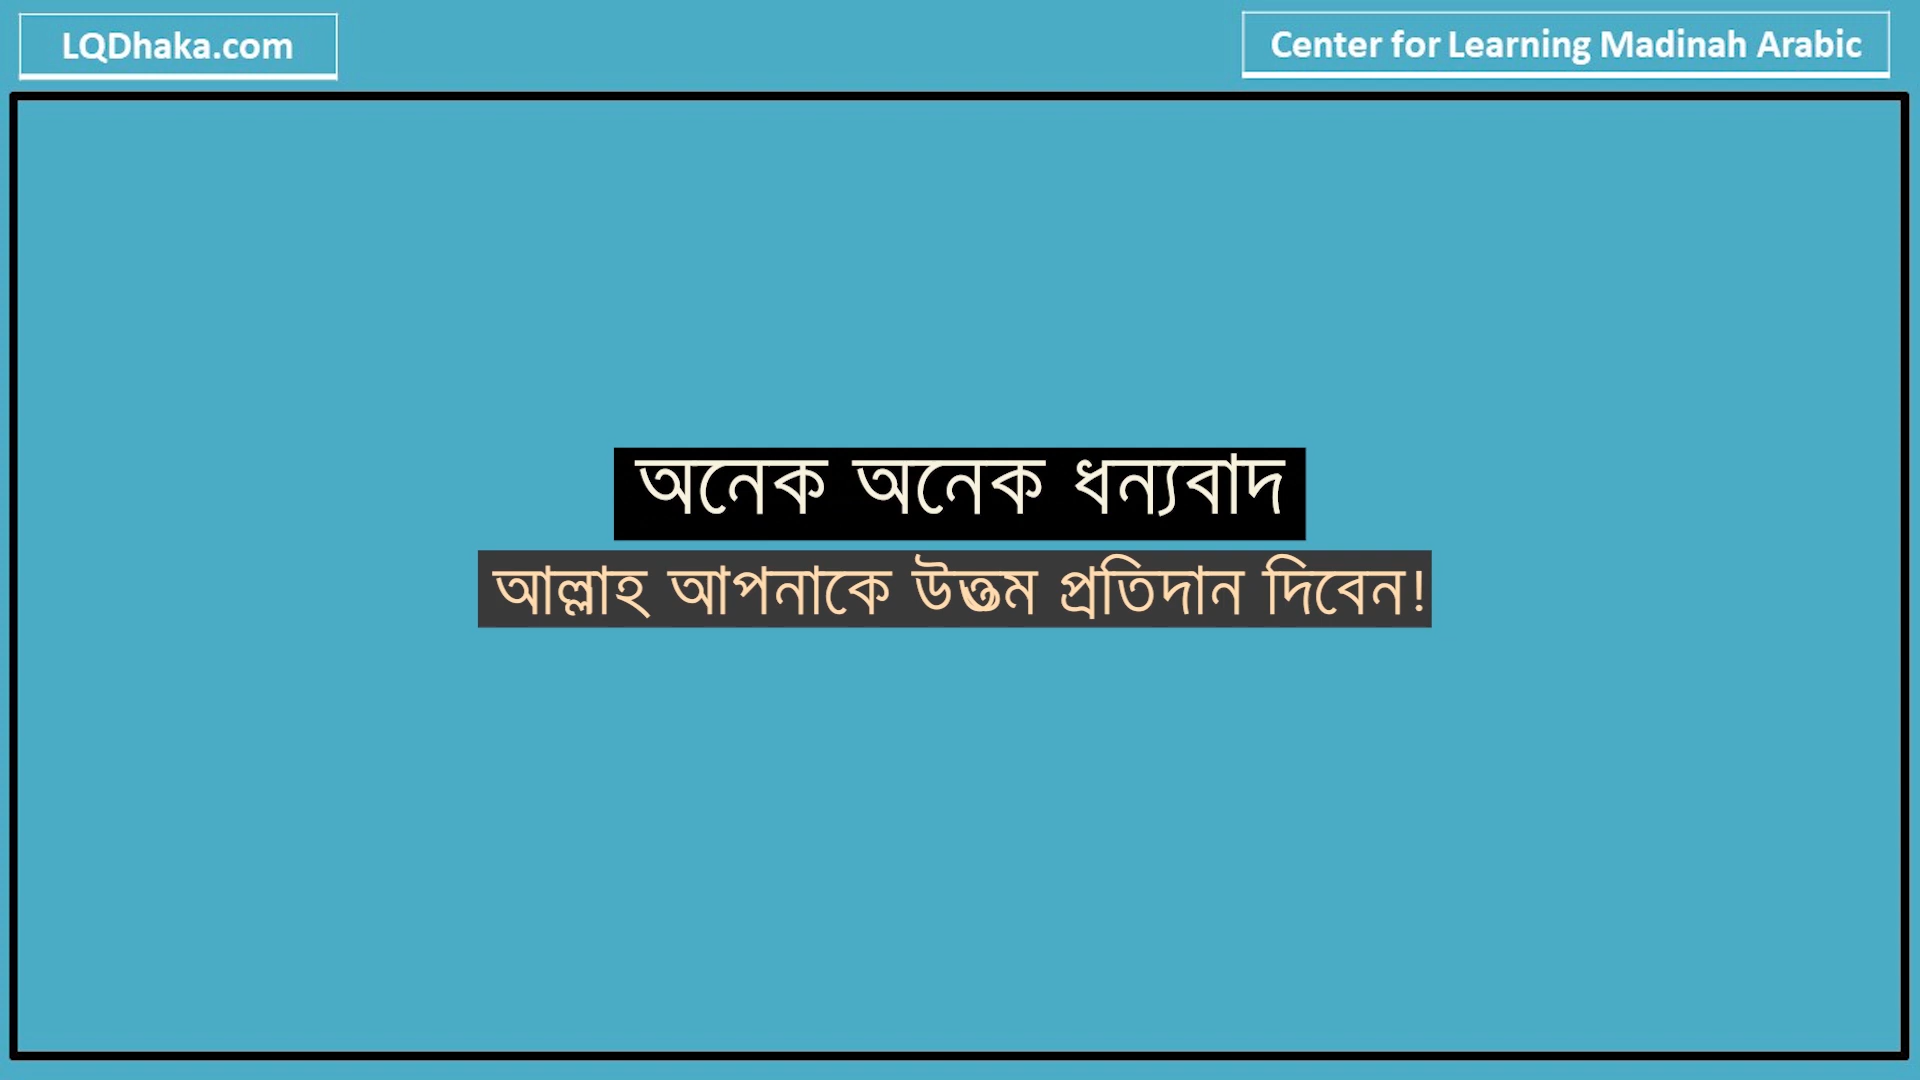 LQDhaka.com
Center for Learning Madinah Arabic
অনেক অনেক ধন্যবাদ
আল্লাহ আপনাকে উত্তম প্রতিদান দিবেন!